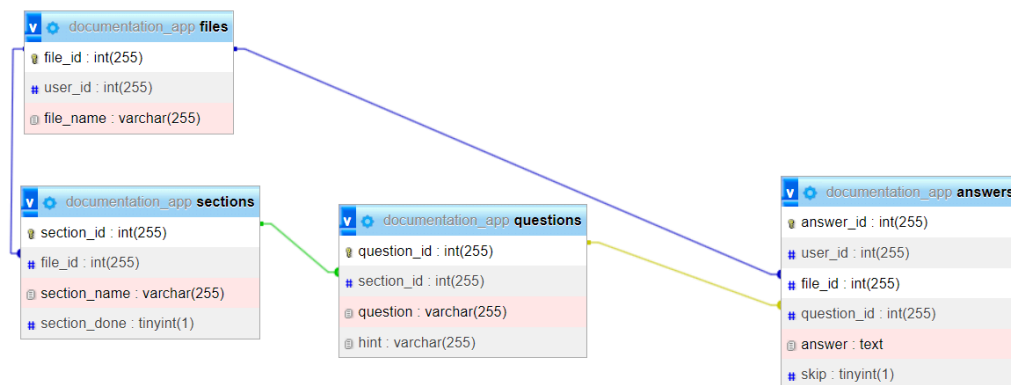 documentation_app files
file_id : int(255)
user_id : int(255)
file_name : varchar(255)
documentation_app sections
section_id : int(255)
file_id : int(255)
section_name : varchar(255)
section_done : tinyint(1)
documentation_app questions
question_id : int(255)
section_id : int(255)
question : varchar(255)
hint : varchar(255)
documentation_app answers
answer_id : int(255)
user_id : int(255)
file_id : int(255)
question_id : int(255)
answer : text
skip : tinyint(1)